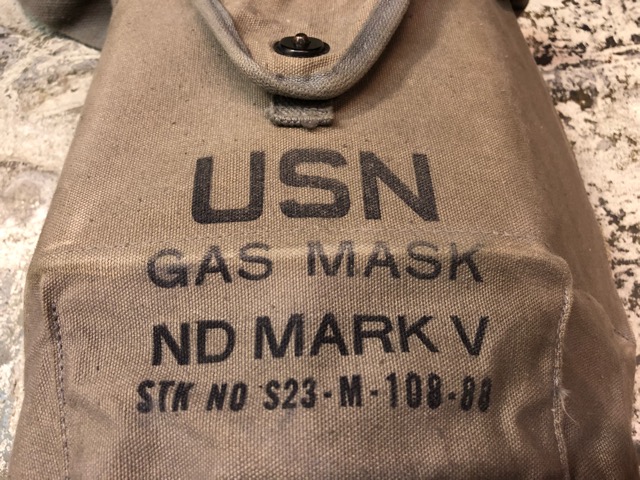 USN
GAS MASK
ND MARK V
STK NO S23-M-108-88